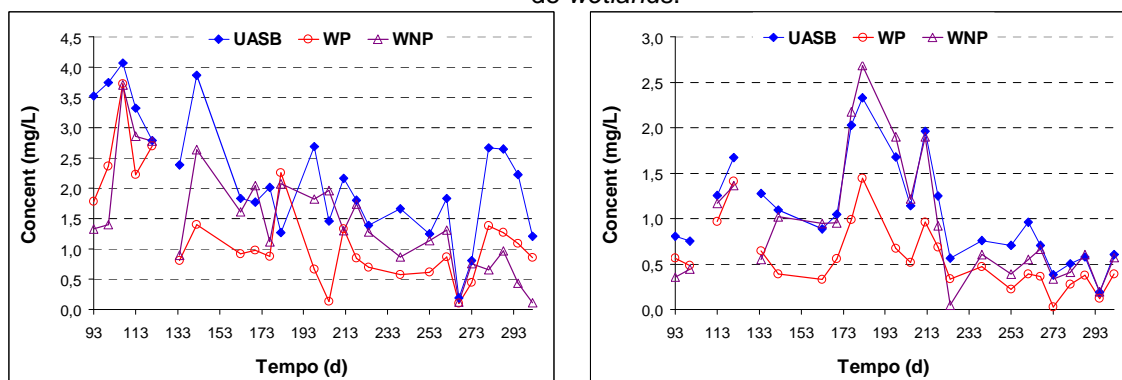 de wetlands.
UASB WP WNP
4,5
4,0
3,5
3,0
2,5
2,0
1,5
1,0
0,5
0,0
Concent (mg/L)
93 113 133 153 173 193 213 233 253 273 293
Tempo (d)
UASB WP WNP
3,0
2,5
2,0
1,5
1,0
0,5
0,0
Concent (mg/L)
93 113 133 153 173 193 213 233 253 273 293
Tempo (d)